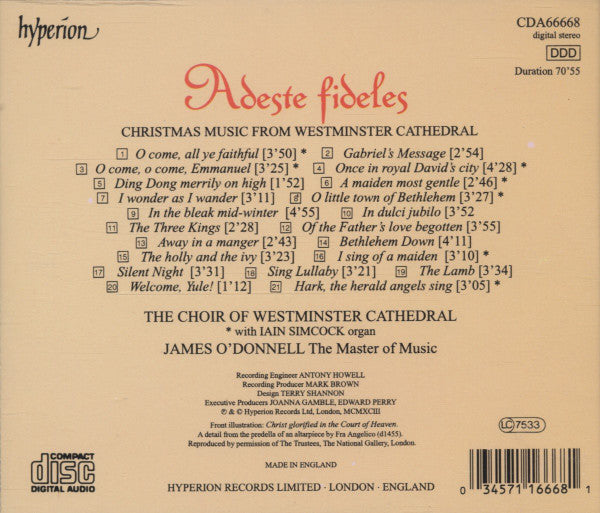 hyperion
CDA66668
digital stereo
DDD
Duration 70'55
Adeste fideles
CHRISTMAS MUSIC FROM WESTMINSTER CATHEDRAL
1 O come, all ye faithful [3'50] * 2 Gabriel's Message [2'54]
3 O come, o come, Emmanuel [3'25] * 4 Once in royal David's city [4'28] *
5 Ding Dong merrily on high [1'52] 6 A maiden most gentle [2'46] *
7 I wonder as I wander [3'11] 8 O little town of Bethlehem [3'27] *
9 In the bleak mid-winter [4'55] 10 In dulci jubilo [3'52
11 The Three Kings [2'28] 12 Of the Father's love begotten [3'55]
13 Away in a manger [2'43] 14 Bethlehem Down [4'11]
15 The holly and the ivy [3'23] 16 I sing of a maiden [3'10] *
17 Silent Night [3'31] 18 Sing Lullaby [3'21] 19 The Lamb [3'34]
20 Welcome, Yule! [1'12] 21 Hark, the herald angels sing [3'05] *
THE CHOIR OF WESTMINSTER CATHEDRAL
* with IAIN SIMCOCK organ
JAMES O'DONNELL The Master of Music
Recording Engineer ANTONY HOWELL
Recording Producer MARK BROWN
Design TERRY SHANNON
Executive Producers JOANNA GAMBLE, EDWARD PERRY
℗ & © Hyperion Records Ltd, London, MCMXCIII
Front illustration: Christ glorified in the Court of Heaven.
A detail from the predella of an altarpiece by Fra Angelico (d1455).
Reproduced by permission of The Trustees, The National Gallery, London.
LC 7533
COMPACT
disc
DIGITAL AUDIO
MADE IN ENGLAND
HYPERION RECORDS LIMITED · LONDON · ENGLAND
0 34571 16668 1